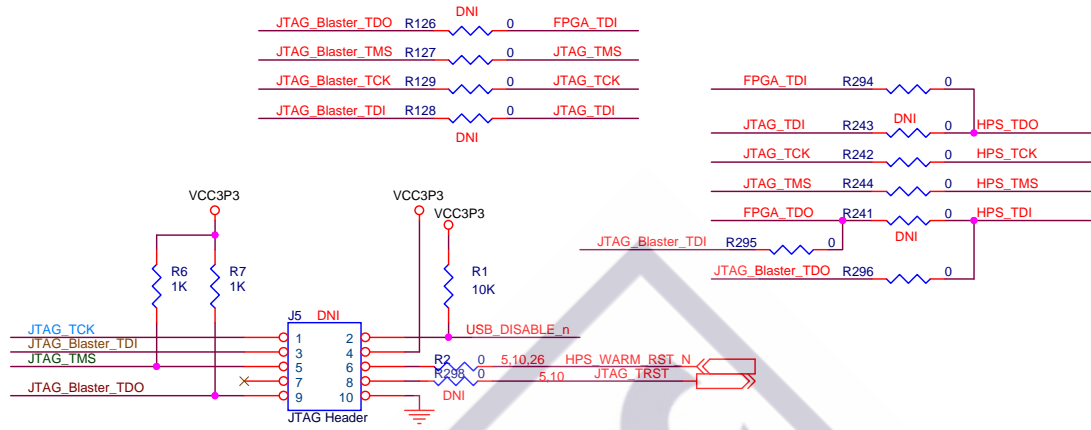 DNI
JTAG_Blaster_TDO R126 0 FPGA_TDI
JTAG_Blaster_TMS R127 0 JTAG_TMS
JTAG_Blaster_TCK R129 0 JTAG_TCK
JTAG_Blaster_TDI R128 0 JTAG_TDI
DNI
FPGA_TDI R294 0
DNI
JTAG_TDI R243 0 HPS_TDO
JTAG_TCK R242 0 HPS_TCK
JTAG_TMS R244 0 HPS_TMS
FPGA_TDO R241 0 HPS_TDI
DNI
JTAG_Blaster_TDI R295 0
JTAG_Blaster_TDO R296 0
VCC3P3 VCC3P3
VCC3P3
R6 R7 R1
1K 1K 10K
J5 DNI
JTAG_TCK 1 2 USB_DISABLE_n
JTAG_Blaster_TDI 3 4
JTAG_TMS 5 6 R2 0 5,10,26 HPS_WARM_RST_N
7 8 R298 0 5,10 JTAG_TRST
DNI
JTAG_Blaster_TDO 9 10
JTAG Header